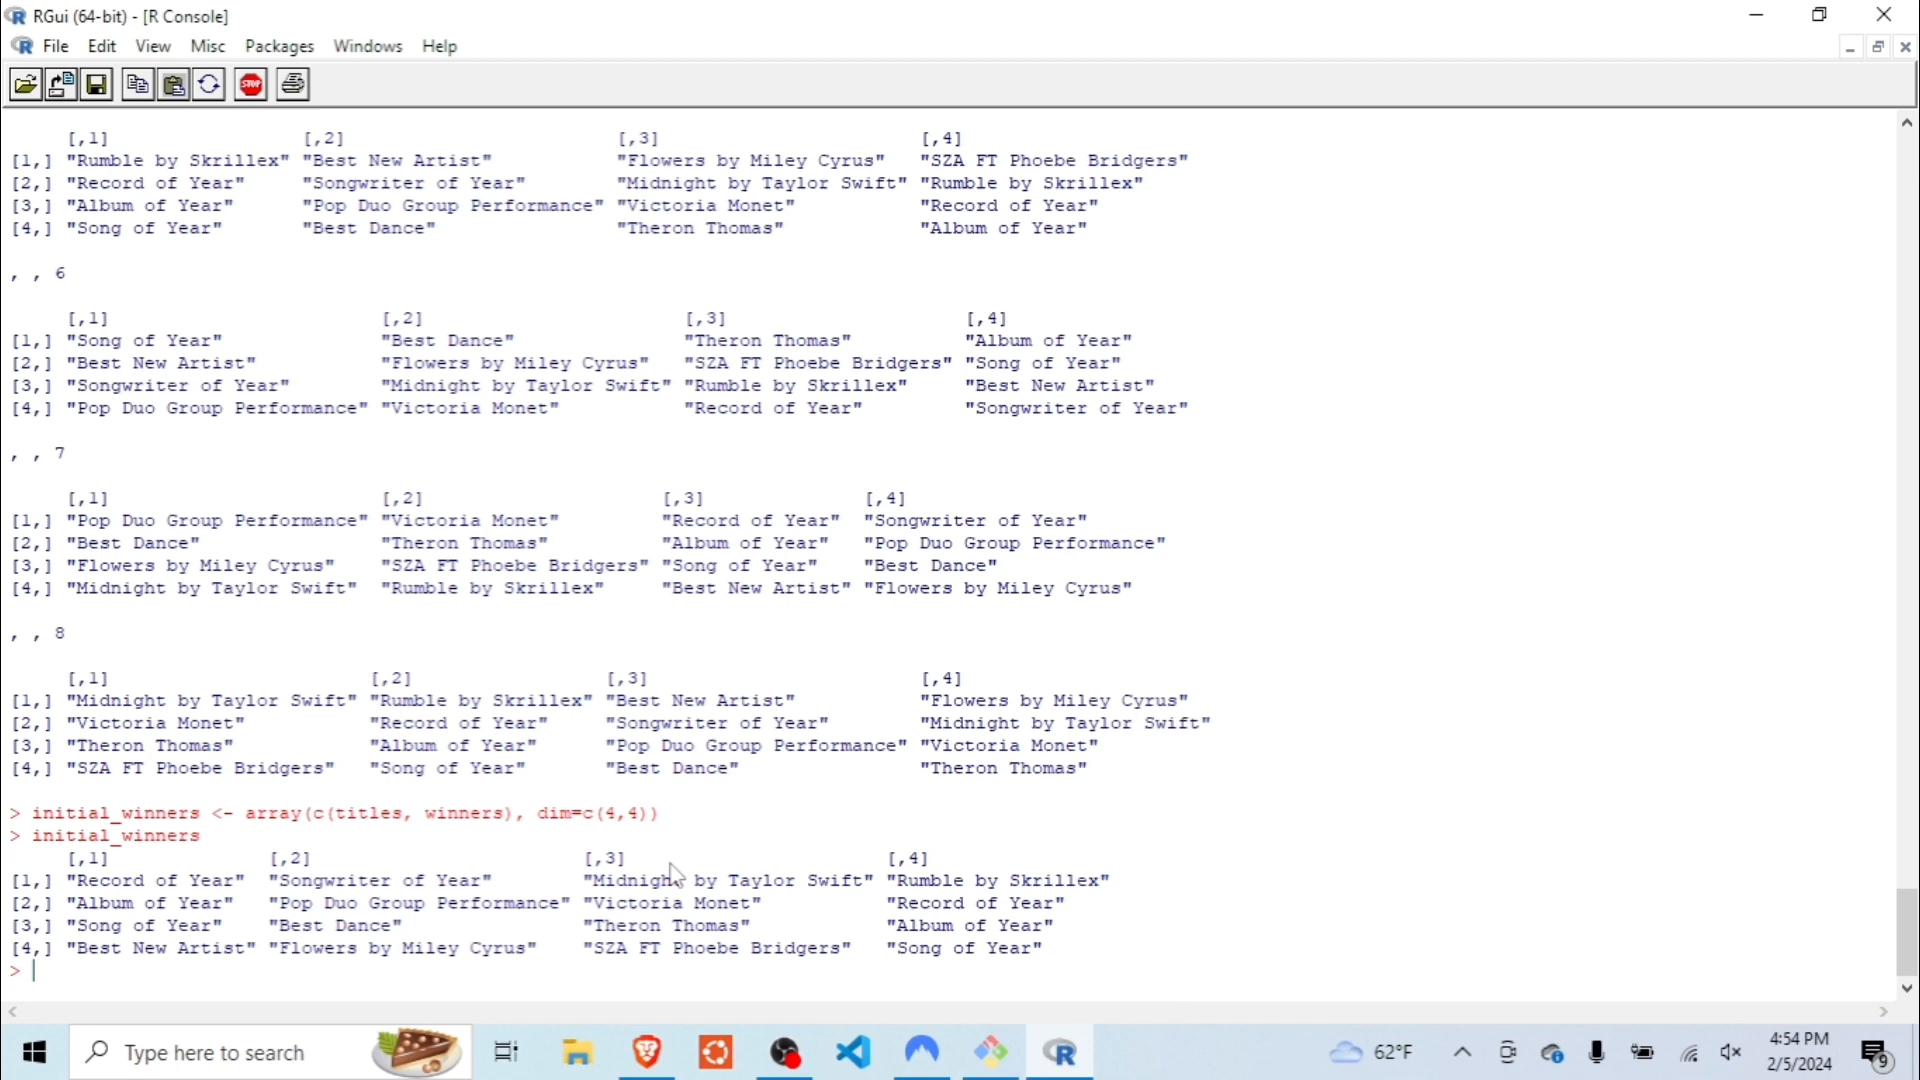 RGui (64-bit) - [R Console]
File Edit View Misc Packages Windows Help
STOP
[,1] [,2] [,3] [,4]
[1,] "Rumble by Skrillex" "Best New Artist" "Flowers by Miley Cyrus" "SZA FT Phoebe Bridgers"
[2,] "Record of Year" "Songwriter of Year" "Midnight by Taylor Swift" "Rumble by Skrillex"
[3,] "Album of Year" "Pop Duo Group Performance" "Victoria Monet" "Record of Year"
[4,] "Song of Year" "Best Dance" "Theron Thomas" "Album of Year"
, , 6
[,1] [,2] [,3] [,4]
[1,] "Song of Year" "Best Dance" "Theron Thomas" "Album of Year"
[2,] "Best New Artist" "Flowers by Miley Cyrus" "SZA FT Phoebe Bridgers" "Song of Year"
[3,] "Songwriter of Year" "Midnight by Taylor Swift" "Rumble by Skrillex" "Best New Artist"
[4,] "Pop Duo Group Performance" "Victoria Monet" "Record of Year" "Songwriter of Year"
, , 7
[,1] [,2] [,3] [,4]
[1,] "Pop Duo Group Performance" "Victoria Monet" "Record of Year" "Songwriter of Year"
[2,] "Best Dance" "Theron Thomas" "Album of Year" "Pop Duo Group Performance"
[3,] "Flowers by Miley Cyrus" "SZA FT Phoebe Bridgers" "Song of Year" "Best Dance"
[4,] "Midnight by Taylor Swift" "Rumble by Skrillex" "Best New Artist" "Flowers by Miley Cyrus"
, , 8
[,1] [,2] [,3] [,4]
[1,] "Midnight by Taylor Swift" "Rumble by Skrillex" "Best New Artist" "Flowers by Miley Cyrus"
[2,] "Victoria Monet" "Record of Year" "Songwriter of Year" "Midnight by Taylor Swift"
[3,] "Theron Thomas" "Album of Year" "Pop Duo Group Performance" "Victoria Monet"
[4,] "SZA FT Phoebe Bridgers" "Song of Year" "Best Dance" "Theron Thomas"
> initial_winners <- array(c(titles, winners), dim=c(4,4))
> initial_winners
[,1] [,2] [,3] [,4]
[1,] "Record of Year" "Songwriter of Year" "Midnight by Taylor Swift" "Rumble by Skrillex"
[2,] "Album of Year" "Pop Duo Group Performance" "Victoria Monet" "Record of Year"
[3,] "Song of Year" "Best Dance" "Theron Thomas" "Album of Year"
[4,] "Best New Artist" "Flowers by Miley Cyrus" "SZA FT Phoebe Bridgers" "Song of Year"
>
Type here to search
62°F
4:54 PM
2/5/2024
9